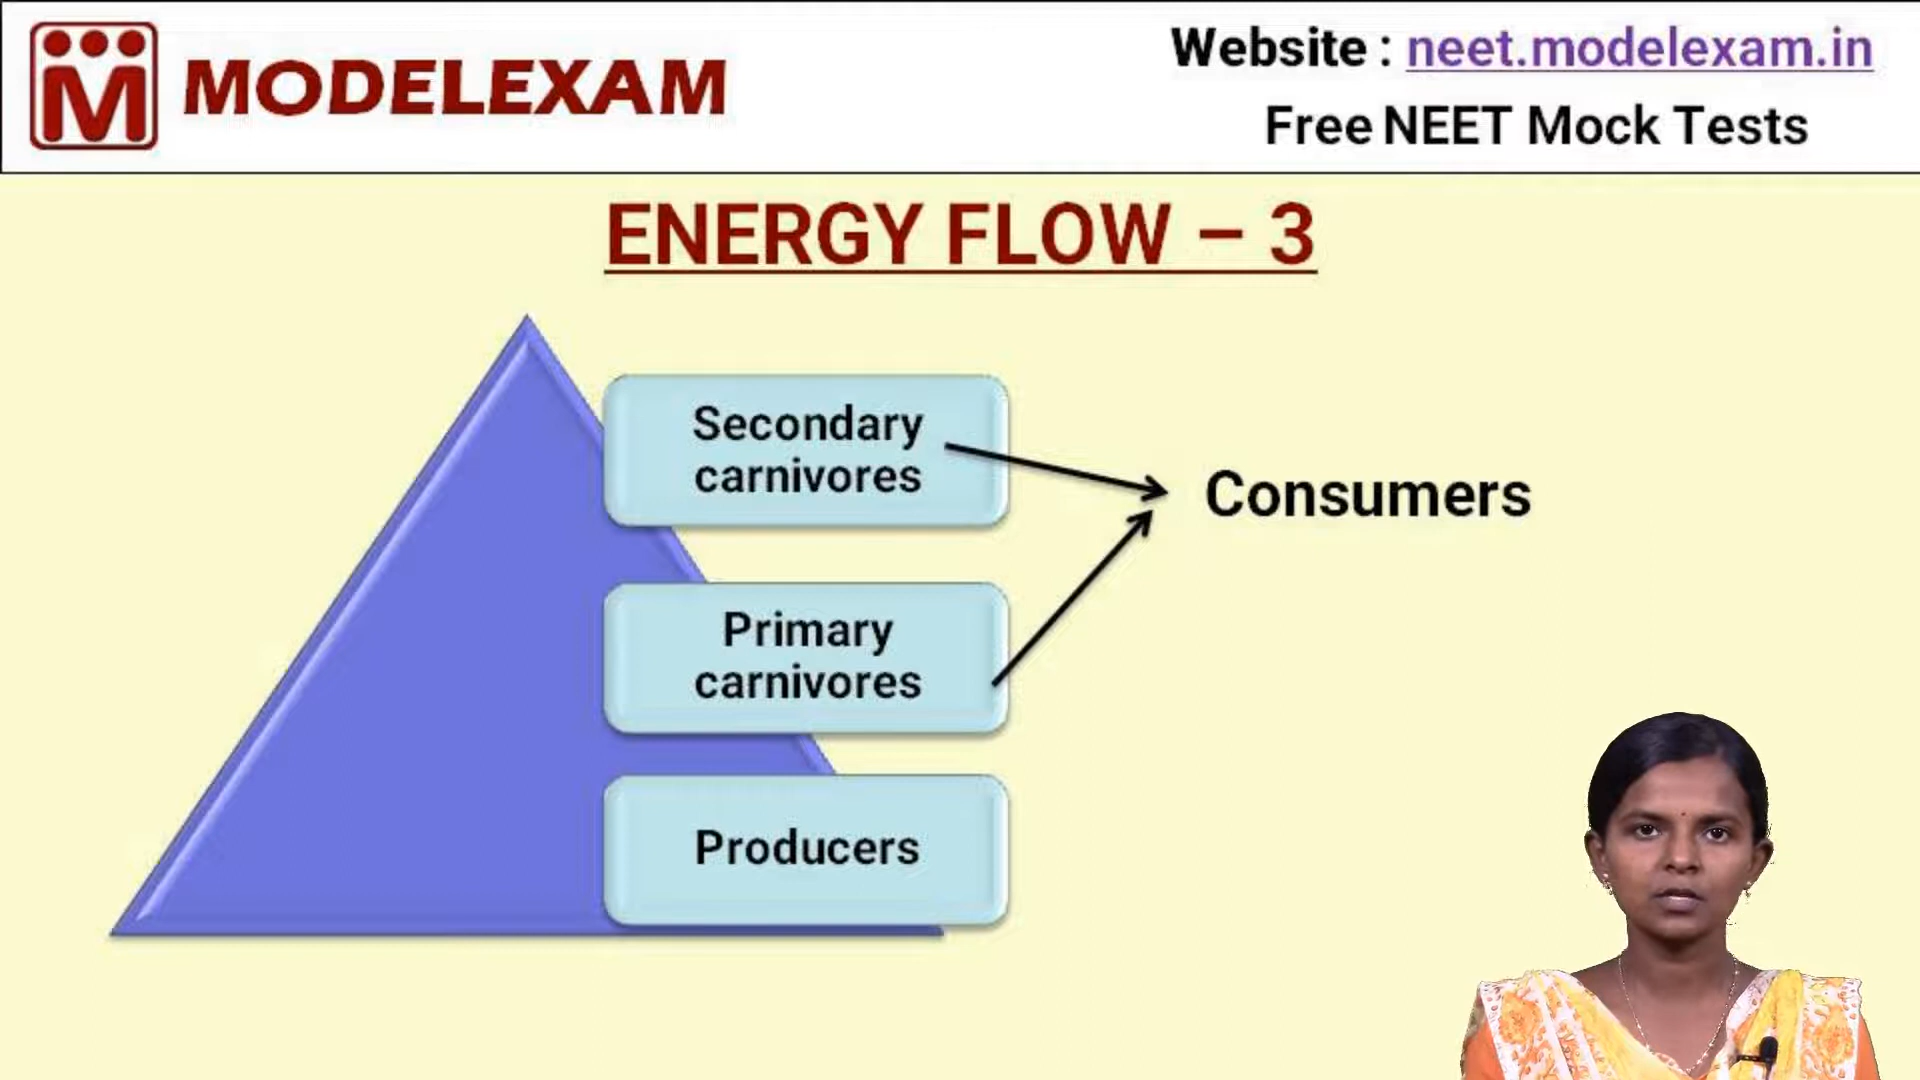 MODELEXAM
Website : neet.modelexam.in
Free NEET Mock Tests
ENERGY FLOW – 3
Secondary
carnivores
Consumers
Primary
carnivores
Producers